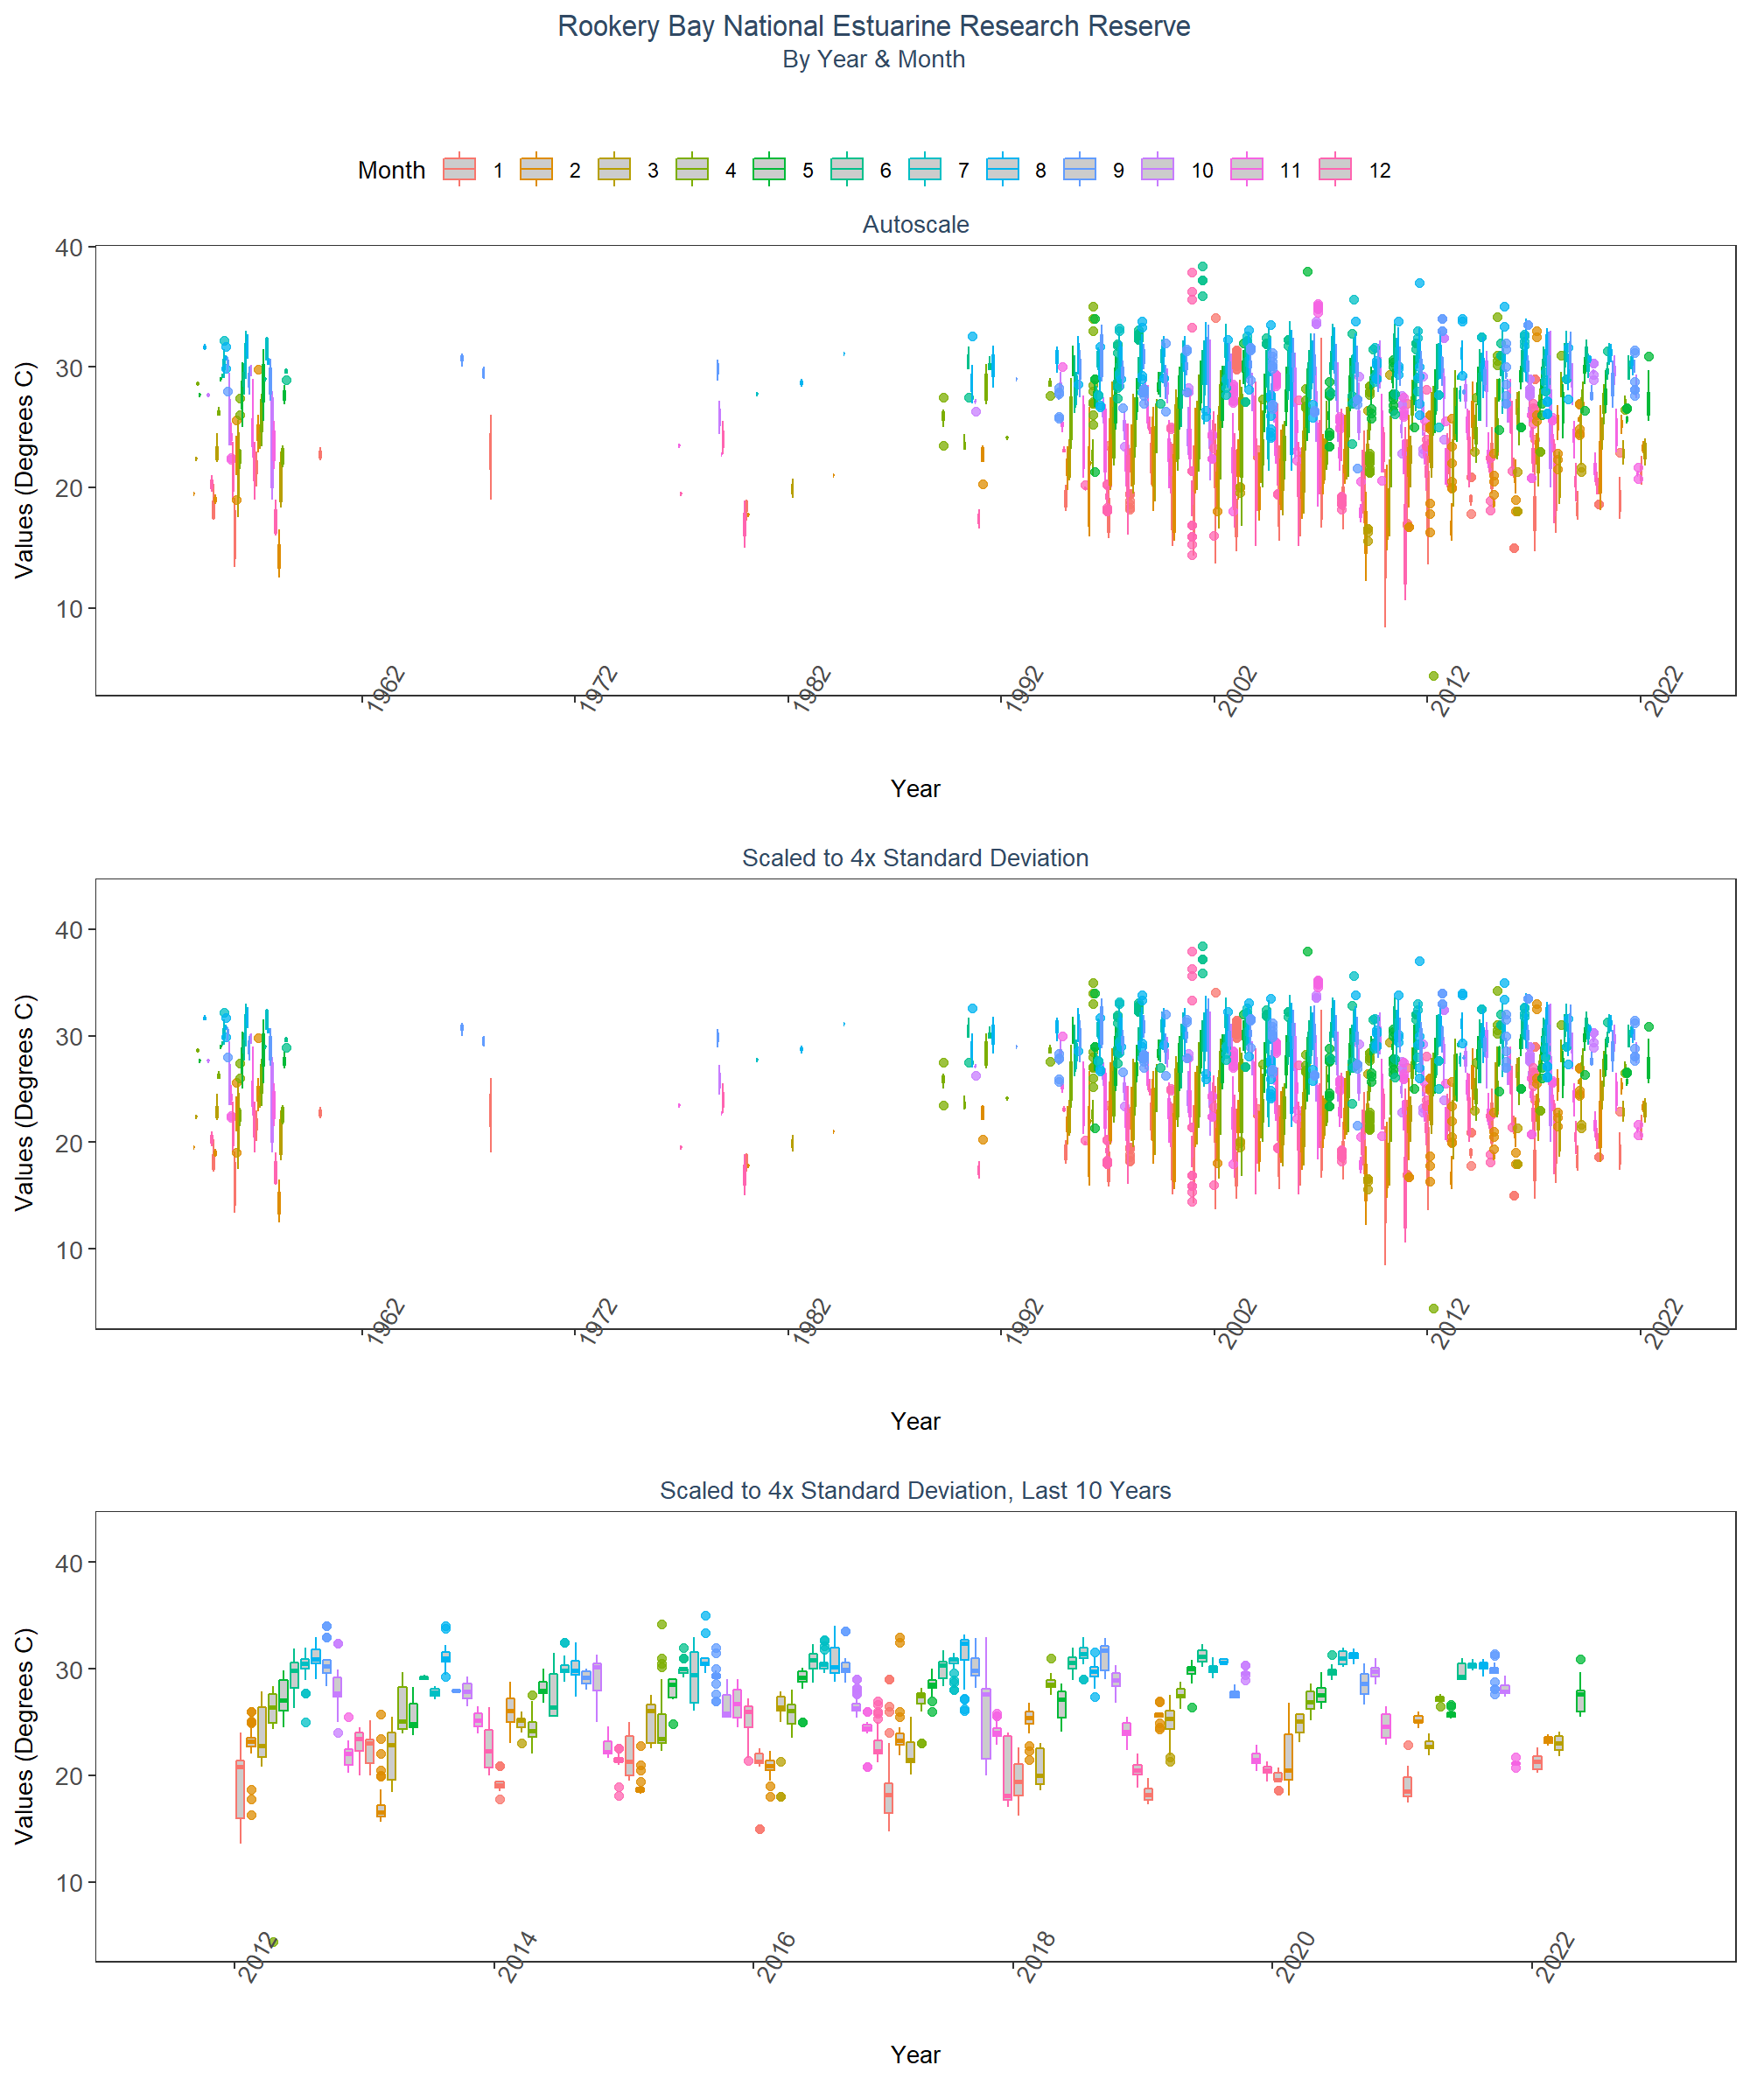 Rookery Bay National Estuarine Research Reserve
By Year & Month
Month 1 2 3 4 5 6 7 8 9 10 11 12
Autoscale
Values (Degrees C)
40
30
20
10
1962 1972 1982 1992 2002 2012 2022
Year
Scaled to 4x Standard Deviation
Values (Degrees C)
40
30
20
10
1962 1972 1982 1992 2002 2012 2022
Year
Scaled to 4x Standard Deviation, Last 10 Years
Values (Degrees C)
40
30
20
10
2012 2014 2016 2018 2020 2022
Year